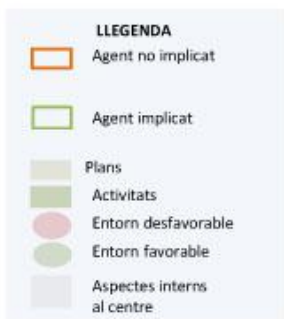 LLEGENDA
Agent no implicat
Agent implicat
Plans
Activitats
Entorn desfavorable
Entorn favorable
Aspectes interns
al centre